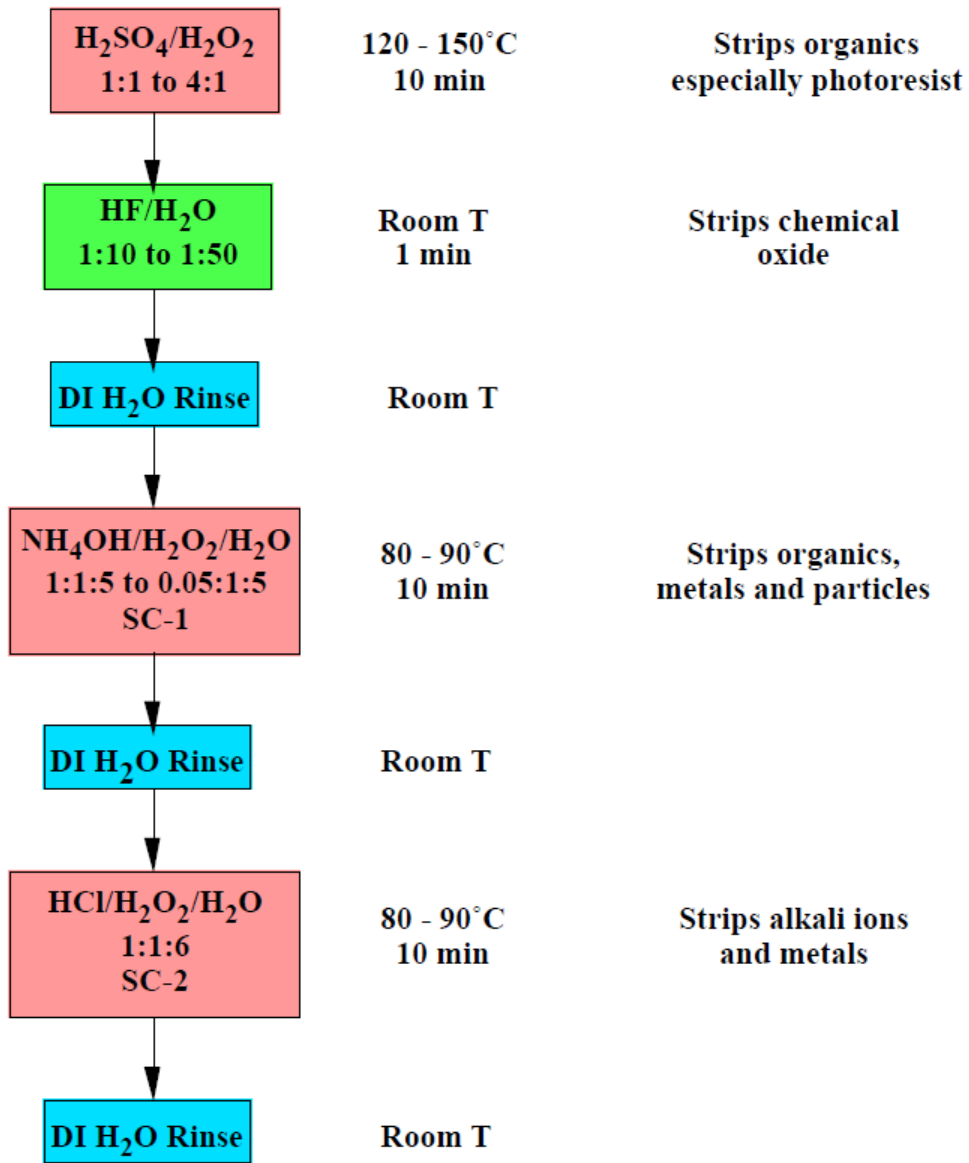 H₂SO₄/H₂O₂ 120 - 150˚C Strips organics
1:1 to 4:1 10 min especially photoresist
HF/H₂O Room T Strips chemical
1:10 to 1:50 1 min oxide
DI H₂O Rinse Room T
NH₄OH/H₂O₂/H₂O 80 - 90˚C Strips organics,
1:1:5 to 0.05:1:5 10 min metals and particles
SC-1
DI H₂O Rinse Room T
HCl/H₂O₂/H₂O 80 - 90˚C Strips alkali ions
1:1:6 10 min and metals
SC-2
DI H₂O Rinse Room T